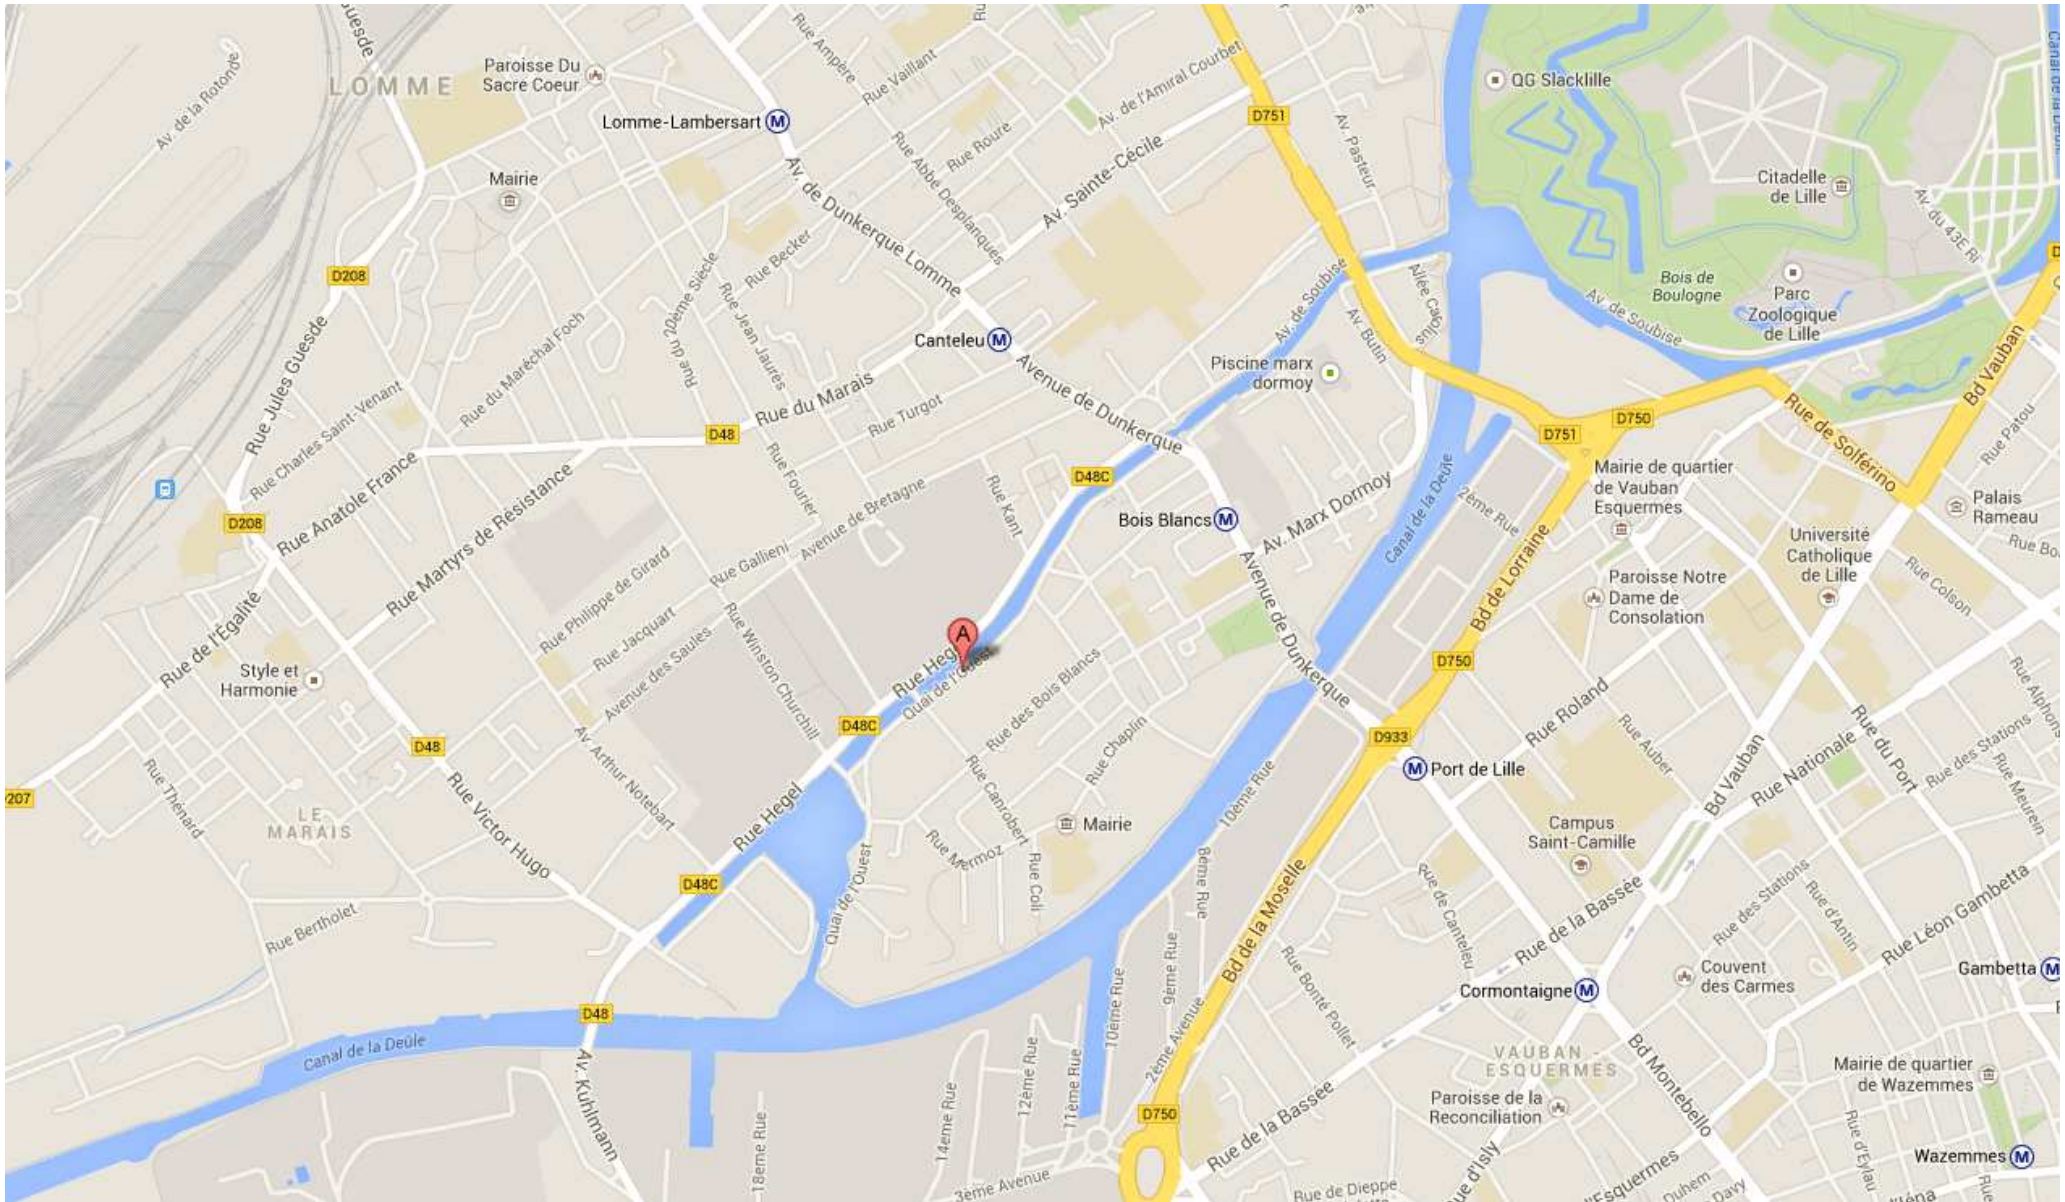 LOMME
Paroisse Du
Sacre Coeur
Rue Ampère
Rue Vaillant
D751
QG Slacklille
Av. de la Rotonde
Lomme-Lambersart
M
Av. de l'Amiral Courbet
Rue Roure
Rue Abbé Desplanques
Av. Pasteur
Mairie
Av. de Dunkerque Lomme
Av. Sainte-Cécile
Citadelle
de Lille
Av. du 43E RI
D208
Rue Becker
Rue du 20ème Siècle
Rue Jean Jaures
Bois de
Boulogne
Parc
Zoologique
de Lille
Av. de Soubise
Av. de Soubise
Av. Butin
Rue Jules Guesde
Rue du Maréchal Foch
Canteleu
M
Piscine marx
dormoy
Bd Vauban
Rue Charles Saint-Venant
Rue du Marais
Rue Turgot
Avenue de Dunkerque
D48
D751
D750
Rue de Solférino
Rue Patou
Rue Anatole France
Rue Fourier
Avenue de Bretagne
Rue Kant
D48C
Av. Marx Dormoy
Canal de la Deûle
2ème Rue
Mairie de quartier
de Vauban
Esquermes
Palais
Rameau
D208
Bois Blancs
M
Rue Martyrs de Résistance
Rue Gallieni
Université
Catholique
de Lille
Rue Colson
Rue Philippe de Girard
Rue Jacquart
Avenue des Saules
Rue Winston Churchill
Avenue de Dunkerque
Bd de Lorraine
Paroisse Notre
Dame de
Consolation
Rue de l'Égalité
A
Style et
Harmonie
Rue Hegel
Quai de l'Ouest
Rue des Bois Blancs
D750
Rue Roland
D48
D48C
Rue Chaplin
D933
Rue Auber
Rue Nationale
Rue du Port
Rue des Stations
Rue Meurein
Av. Arthur Notebart
Port de Lille
M
Bd Vauban
Rue Thénard
LE
MARAIS
Rue Victor Hugo
Rue Hegel
Rue Canrobert
Mairie
10ème Rue
Campus
Saint-Camille
Rue Mermoz
Rue Coli
D48C
Quai de l'Ouest
8ème Rue
Bd de la Moselle
Rue de Canteleu
Rue de la Bassée
Rue des Stations
Rue d'Antin
Rue Léon Gambetta
Rue Bertholet
9ème Rue
Rue Bonté Pollet
Couvent
des Carmes
Gambetta
M
Cormontaigne
M
D48
10ème Rue
2ème Avenue
Canal de la Deûle
Av. Kuhlmann
12ème Rue
11ème Rue
14eme Rue
18eme Rue
VAUBAN -
ESQUERMES
Bd Montebello
Mairie de quartier
de Wazemmes
Paroisse de la
Reconciliation
D750
Rue de la Bassée
Wazemmes
M
Rue d'Eylau
3ème Avenue
Rue de Dieppe